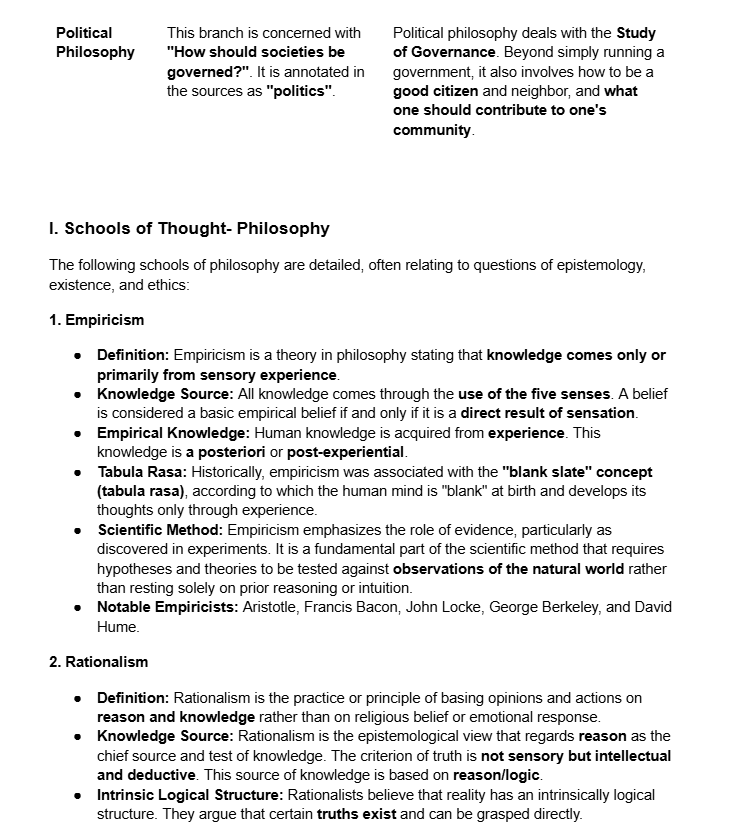 Political Philosophy
This branch is concerned with
"How should societies be
governed?". It is annotated in
the sources as "politics".
Political philosophy deals with the Study
of Governance. Beyond simply running a
government, it also involves how to be a
good citizen and neighbor, and what
one should contribute to one's
community.
I. Schools of Thought- Philosophy
The following schools of philosophy are detailed, often relating to questions of epistemology,
existence, and ethics:
1. Empiricism
● Definition: Empiricism is a theory in philosophy stating that knowledge comes only or
primarily from sensory experience.
● Knowledge Source: All knowledge comes through the use of the five senses. A belief
is considered a basic empirical belief if and only if it is a direct result of sensation.
● Empirical Knowledge: Human knowledge is acquired from experience. This
knowledge is a posteriori or post-experiential.
● Tabula Rasa: Historically, empiricism was associated with the "blank slate" concept
(tabula rasa), according to which the human mind is "blank" at birth and develops its
thoughts only through experience.
● Scientific Method: Empiricism emphasizes the role of evidence, particularly as
discovered in experiments. It is a fundamental part of the scientific method that requires
hypotheses and theories to be tested against observations of the natural world rather
than resting solely on prior reasoning or intuition.
● Notable Empiricists: Aristotle, Francis Bacon, John Locke, George Berkeley, and David
Hume.
2. Rationalism
● Definition: Rationalism is the practice or principle of basing opinions and actions on
reason and knowledge rather than on religious belief or emotional response.
● Knowledge Source: Rationalism is the epistemological view that regards reason as the
chief source and test of knowledge. The criterion of truth is not sensory but intellectual
and deductive. This source of knowledge is based on reason/logic.
● Intrinsic Logical Structure: Rationalists believe that reality has an intrinsically logical
structure. They argue that certain truths exist and can be grasped directly.